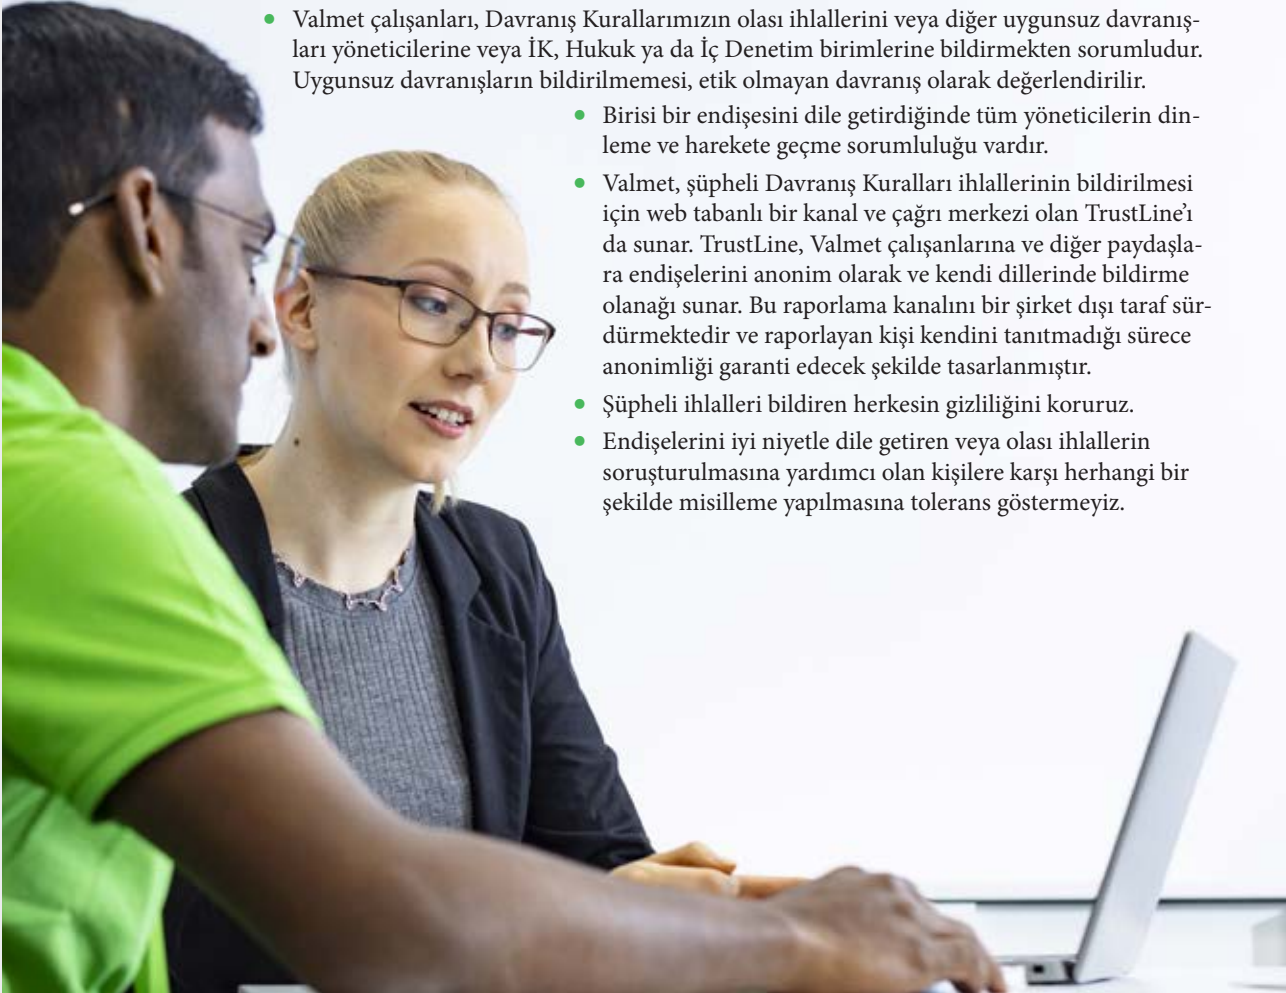 • Valmet çalışanları, Davranış Kurallarımızın olası ihlallerini veya diğer uygunsuz davranış-
ları yöneticilerine veya İK, Hukuk ya da İç Denetim birimlerine bildirmekten sorumludur.
Uygunsuz davranışların bildirilmemesi, etik olmayan davranış olarak değerlendirilir.
• Birisi bir endişesini dile getirdiğinde tüm yöneticilerin din-
leme ve harekete geçme sorumluluğu vardır.
• Valmet, şüpheli Davranış Kuralları ihlallerinin bildirilmesi
için web tabanlı bir kanal ve çağrı merkezi olan TrustLine’ı
da sunar. TrustLine, Valmet çalışanlarına ve diğer paydaşla-
ra endişelerini anonim olarak ve kendi dillerinde bildirme
olanağı sunar. Bu raporlama kanalını bir şirket dışı taraf sür-
dürmektedir ve raporlayan kişi kendini tanıtmadığı sürece
anonimliği garanti edecek şekilde tasarlanmıştır.
• Şüpheli ihlalleri bildiren herkesin gizliliğini koruruz.
• Endişelerini iyi niyetle dile getiren veya olası ihlallerin
soruşturulmasına yardımcı olan kişilere karşı herhangi bir
şekilde misilleme yapılmasına tolerans göstermeyiz.